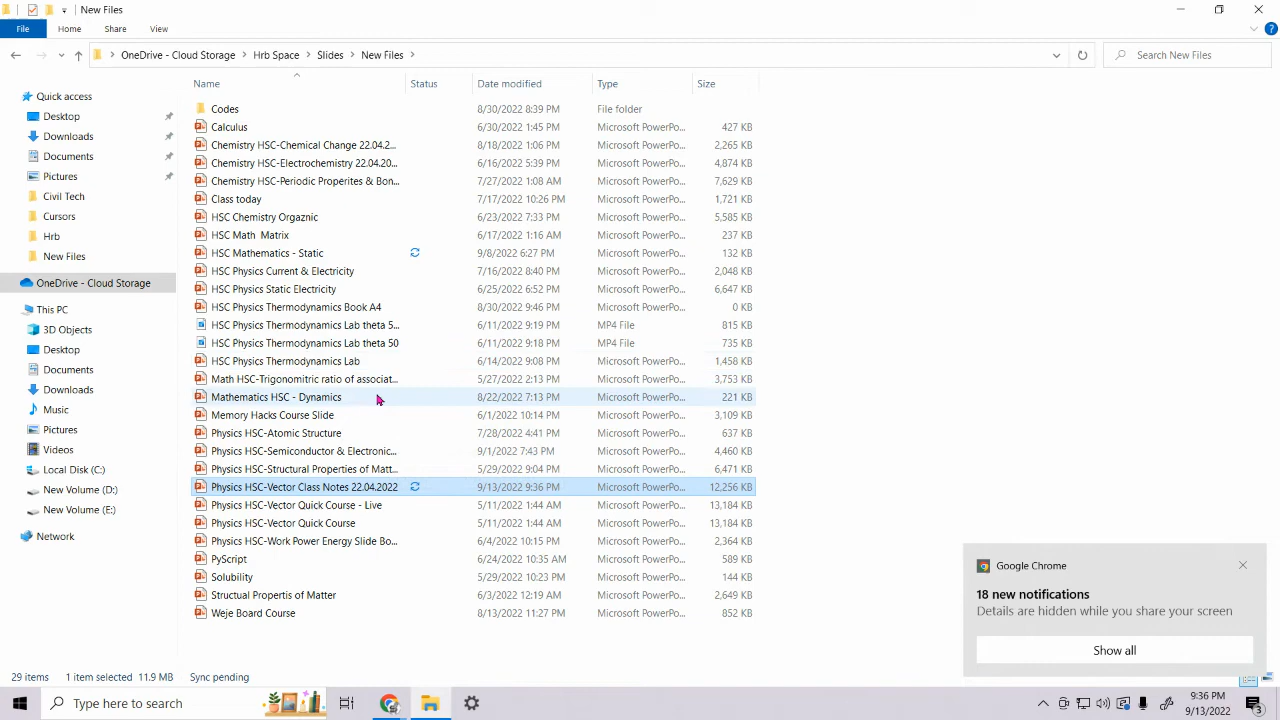 New Files
File Home Share View
OneDrive - Cloud Storage Hrb Space Slides New Files Search New Files
Name Status Date modified Type Size
Quick access
Desktop
Downloads
Documents
Pictures
Civil Tech
Cursors
Hrb
New Files
OneDrive - Cloud Storage
This PC
3D Objects
Desktop
Documents
Downloads
Music
Pictures
Videos
Local Disk (C:)
New Volume (D:)
New Volume (E:)
Network
Codes 8/30/2022 8:39 PM File folder
Calculus 6/30/2022 1:45 PM Microsoft PowerPo... 427 KB
Chemistry HSC-Chemical Change 22.04.2... 8/18/2022 1:06 PM Microsoft PowerPo... 2,265 KB
Chemistry HSC-Electrochemistry 22.04.20... 6/16/2022 5:39 PM Microsoft PowerPo... 4,874 KB
Chemistry HSC-Periodic Properites & Bon... 7/27/2022 1:08 AM Microsoft PowerPo... 7,629 KB
Class today 7/17/2022 10:26 PM Microsoft PowerPo... 1,721 KB
HSC Chemistry Orgaznic 6/23/2022 7:33 PM Microsoft PowerPo... 5,585 KB
HSC Math Matrix 6/17/2022 1:16 AM Microsoft PowerPo... 237 KB
HSC Mathematics - Static 9/8/2022 6:27 PM Microsoft PowerPo... 132 KB
HSC Physics Current & Electricity 7/16/2022 8:40 PM Microsoft PowerPo... 2,048 KB
HSC Physics Static Electricity 6/25/2022 6:52 PM Microsoft PowerPo... 6,647 KB
HSC Physics Thermodynamics Book A4 8/30/2022 9:46 PM Microsoft PowerPo... 0 KB
HSC Physics Thermodynamics Lab theta 5... 6/11/2022 9:19 PM MP4 File 815 KB
HSC Physics Thermodynamics Lab theta 50 6/11/2022 9:18 PM MP4 File 735 KB
HSC Physics Thermodynamics Lab 6/14/2022 9:08 PM Microsoft PowerPo... 1,458 KB
Math HSC-Trigonomitric ratio of associat... 5/27/2022 2:13 PM Microsoft PowerPo... 3,753 KB
Mathematics HSC - Dynamics 8/22/2022 7:13 PM Microsoft PowerPo... 221 KB
Memory Hacks Course Slide 6/1/2022 10:14 PM Microsoft PowerPo... 3,109 KB
Physics HSC-Atomic Structure 7/28/2022 4:41 PM Microsoft PowerPo... 637 KB
Physics HSC-Semiconductor & Electronic... 9/1/2022 7:43 PM Microsoft PowerPo... 4,460 KB
Physics HSC-Structural Properties of Matt... 5/29/2022 9:04 PM Microsoft PowerPo... 6,471 KB
Physics HSC-Vector Class Notes 22.04.2022 9/13/2022 9:36 PM Microsoft PowerPo... 12,256 KB
Physics HSC-Vector Quick Course - Live 5/11/2022 1:44 AM Microsoft PowerPo... 13,184 KB
Physics HSC-Vector Quick Course 5/11/2022 1:44 AM Microsoft PowerPo... 13,184 KB
Physics HSC-Work Power Energy Slide Bo... 6/4/2022 10:15 PM Microsoft PowerPo... 2,364 KB
PyScript 6/24/2022 10:35 AM Microsoft PowerPo... 589 KB
Solubility 5/29/2022 10:23 PM Microsoft PowerPo... 144 KB
Structual Propertis of Matter 6/3/2022 12:19 AM Microsoft PowerPo... 2,649 KB
Weje Board Course 8/13/2022 11:27 PM Microsoft PowerPo... 852 KB
Google Chrome
18 new notifications
Details are hidden while you share your screen
Show all
29 items 1 item selected 11.9 MB Sync pending
Type here to search
9:36 PM
9/13/2022
3